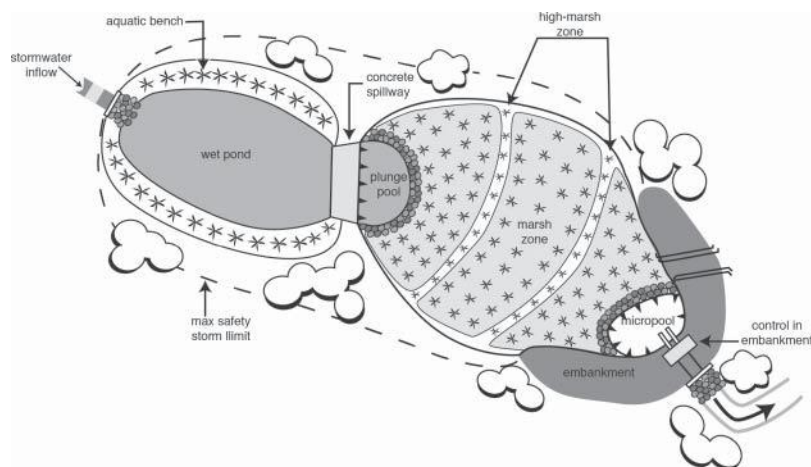 aquatic bench
high-marsh
zone
stormwater
inflow
concrete
spillway
wet pond
plunge
pool
marsh
zone
max safety
storm llimit
micropool
control in
embankment
embankment